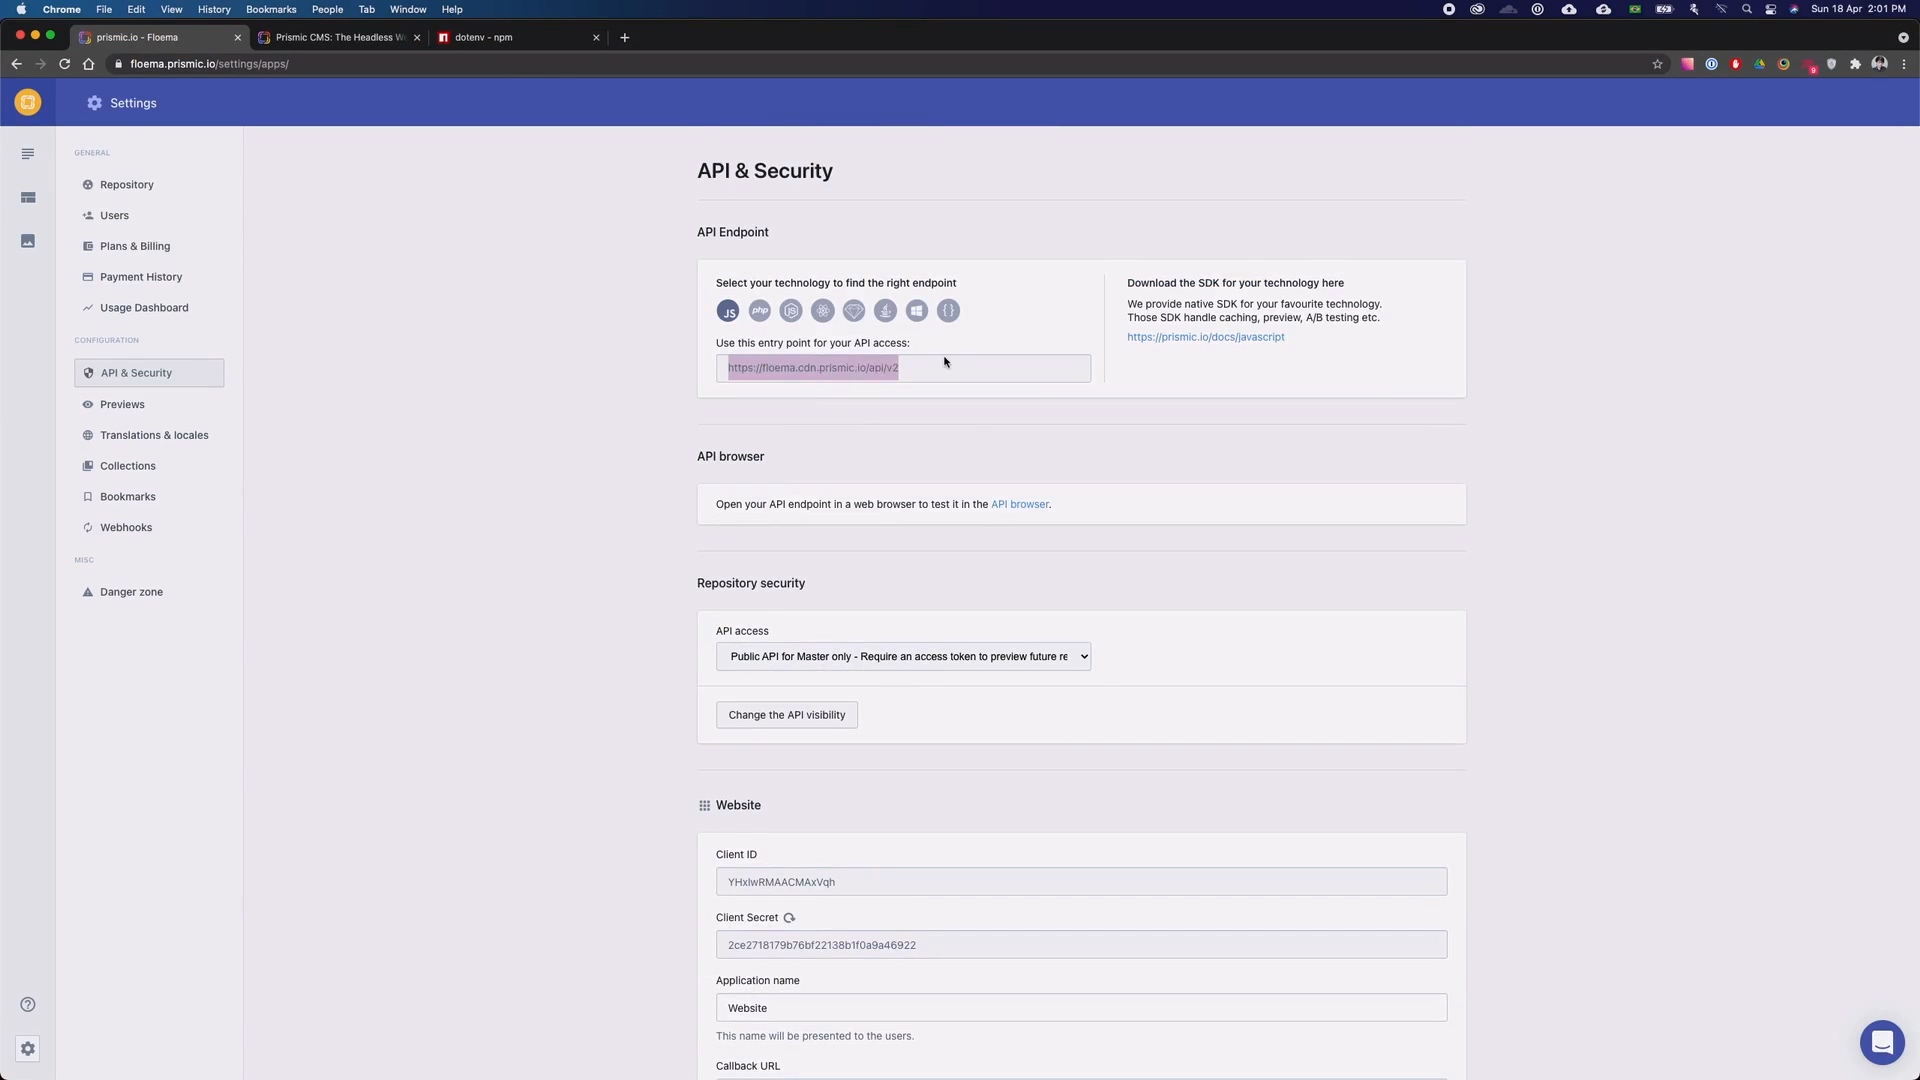 Chrome File Edit View History Bookmarks People Tab Window Help
Sun 18 Apr 2:01 PM
prismic.io - Floema
Prismic CMS: The Headless W
dotenv - npm
floema.prismic.io/settings/apps/
9
Settings
GENERAL
Repository
Users
Plans & Billing
Payment History
Usage Dashboard
CONFIGURATION
API & Security
Previews
Translations & locales
Collections
Bookmarks
Webhooks
MISC
Danger zone
API & Security
API Endpoint
Select your technology to find the right endpoint
JS php { }
Use this entry point for your API access:
https://floema.cdn.prismic.io/api/v2
Download the SDK for your technology here
We provide native SDK for your favourite technology.
Those SDK handle caching, preview, A/B testing etc.
https://prismic.io/docs/javascript
API browser
Open your API endpoint in a web browser to test it in the API browser.
Repository security
API access
Public API for Master only - Require an access token to preview future re
Change the API visibility
Website
Client ID
YHxlwRMAACMAxVqh
Client Secret
2ce2718179b76bf22138b1f0a9a46922
Application name
Website
This name will be presented to the users.
Callback URL